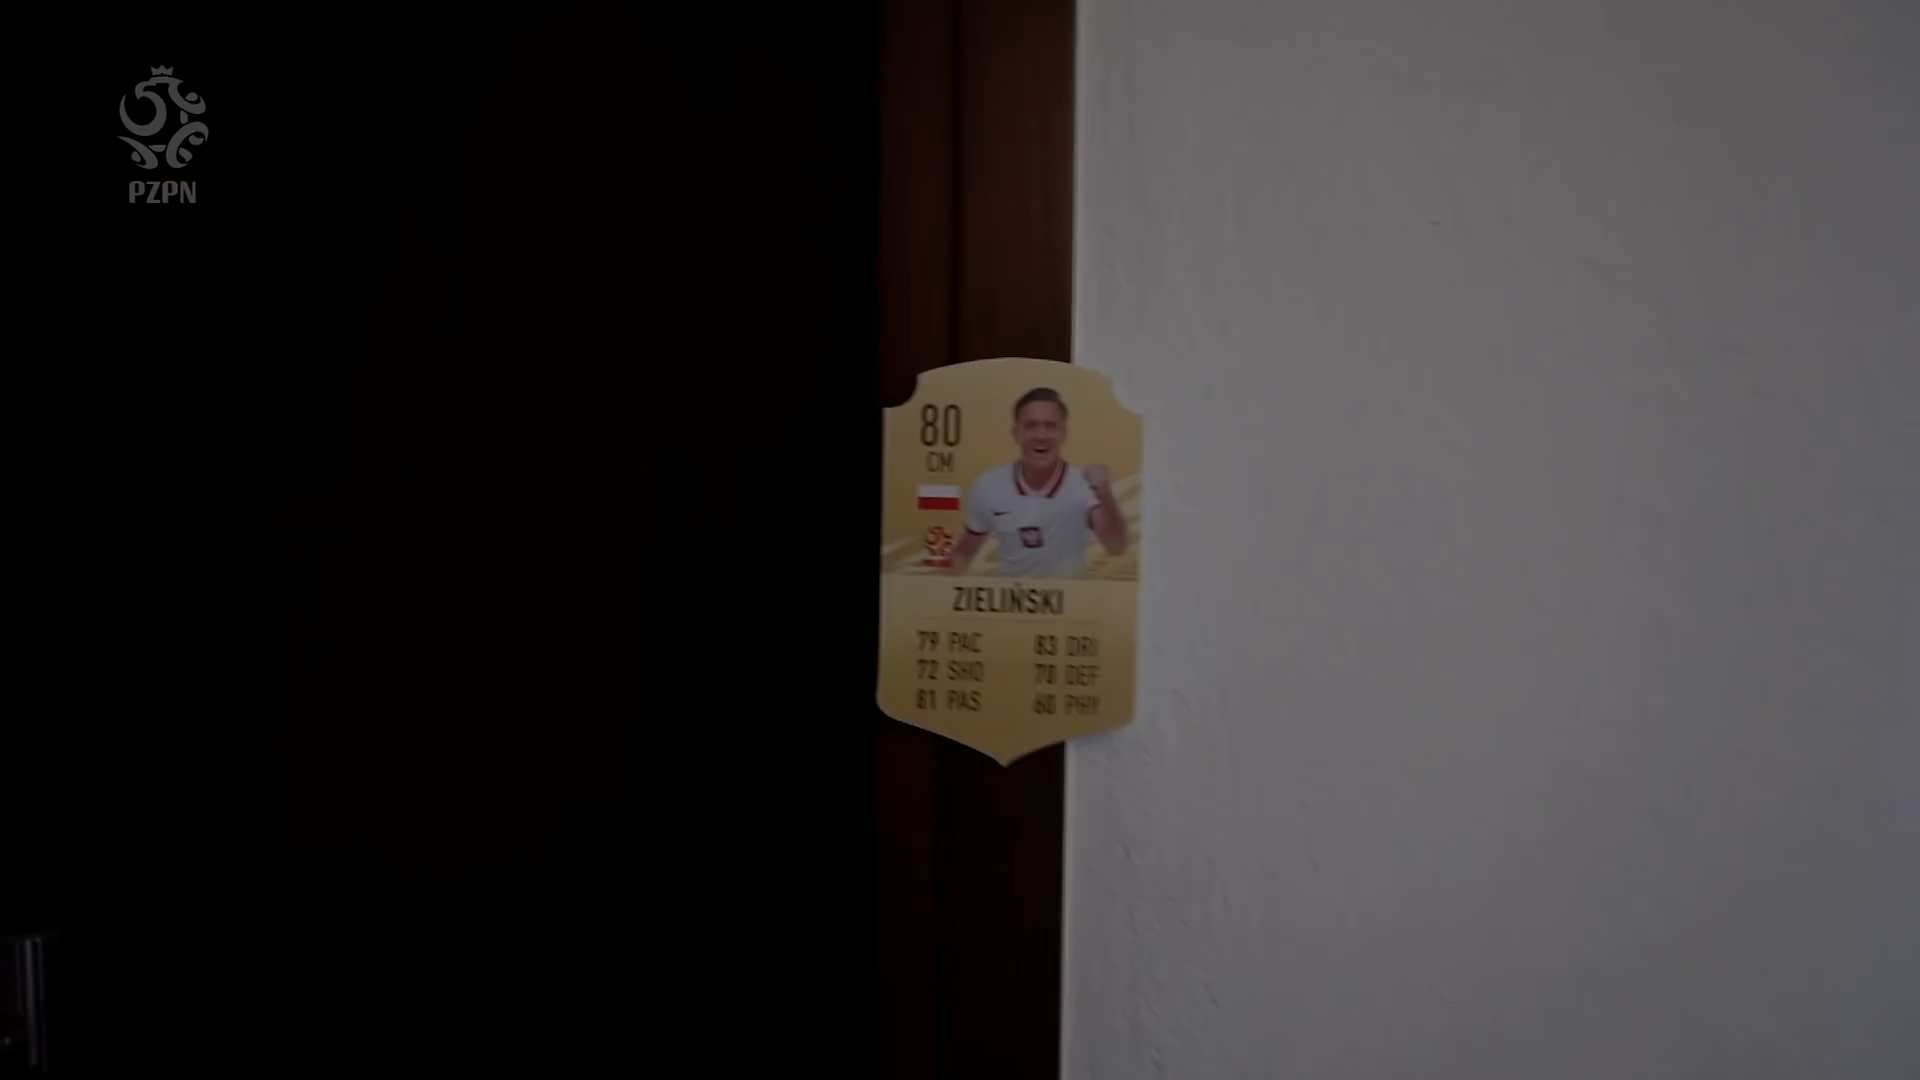 PZPN
80
CM
ZIELIŃSKI
79 PAC 83 DRI
72 SHO 70 DEF
81 PAS 60 PHY